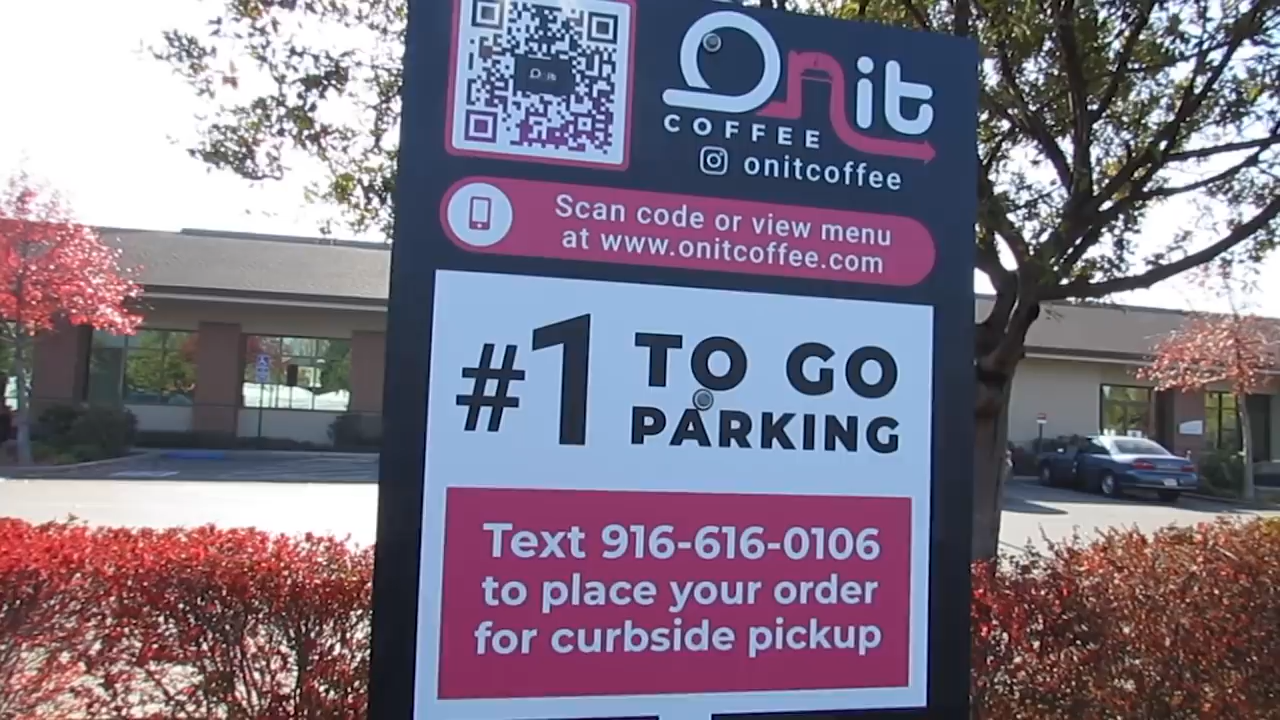 Onit
COFFEE
onitcoffee
Scan code or view menu
at www.onitcoffee.com
#1 TO GO
PARKING
Text 916-616-0106
to place your order
for curbside pickup